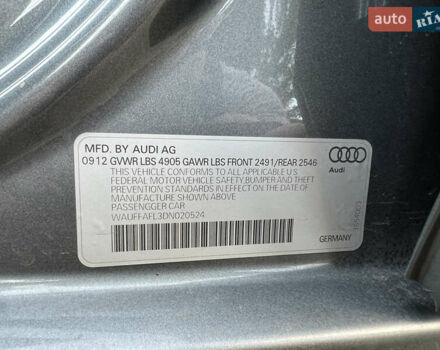 auto RIA
MFD. BY AUDI AG
0912 GVWR LBS 4905 GAWR LBS FRONT 2491/REAR 2546
THIS VEHICLE CONFORMS TO ALL APPLICABLE U.S
FEDERAL MOTOR VEHICLE SAFETY,BUMPER AND THEFT
PREVENTION STANDARDS IN EFFECT ON THE DATE OF
MANUFACTURE SHOWN ABOVE
PASSENGGER CAR
WAUFFAFL3DN020524
Audi
GERMANY